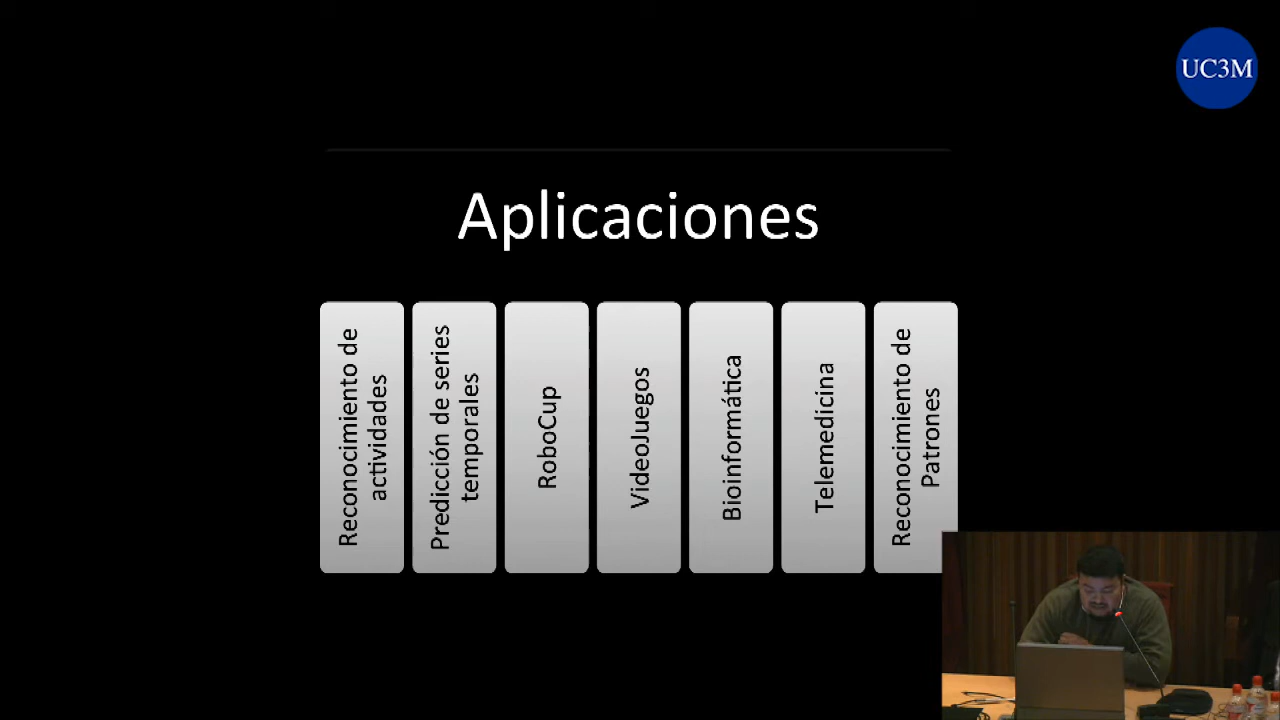 UC3M
Aplicaciones
Reconocimiento de
actividades
Predicción de series
temporales
RoboCup
VideoJuegos
Bioinformática
Telemedicina
Reconocimiento de
Patrones